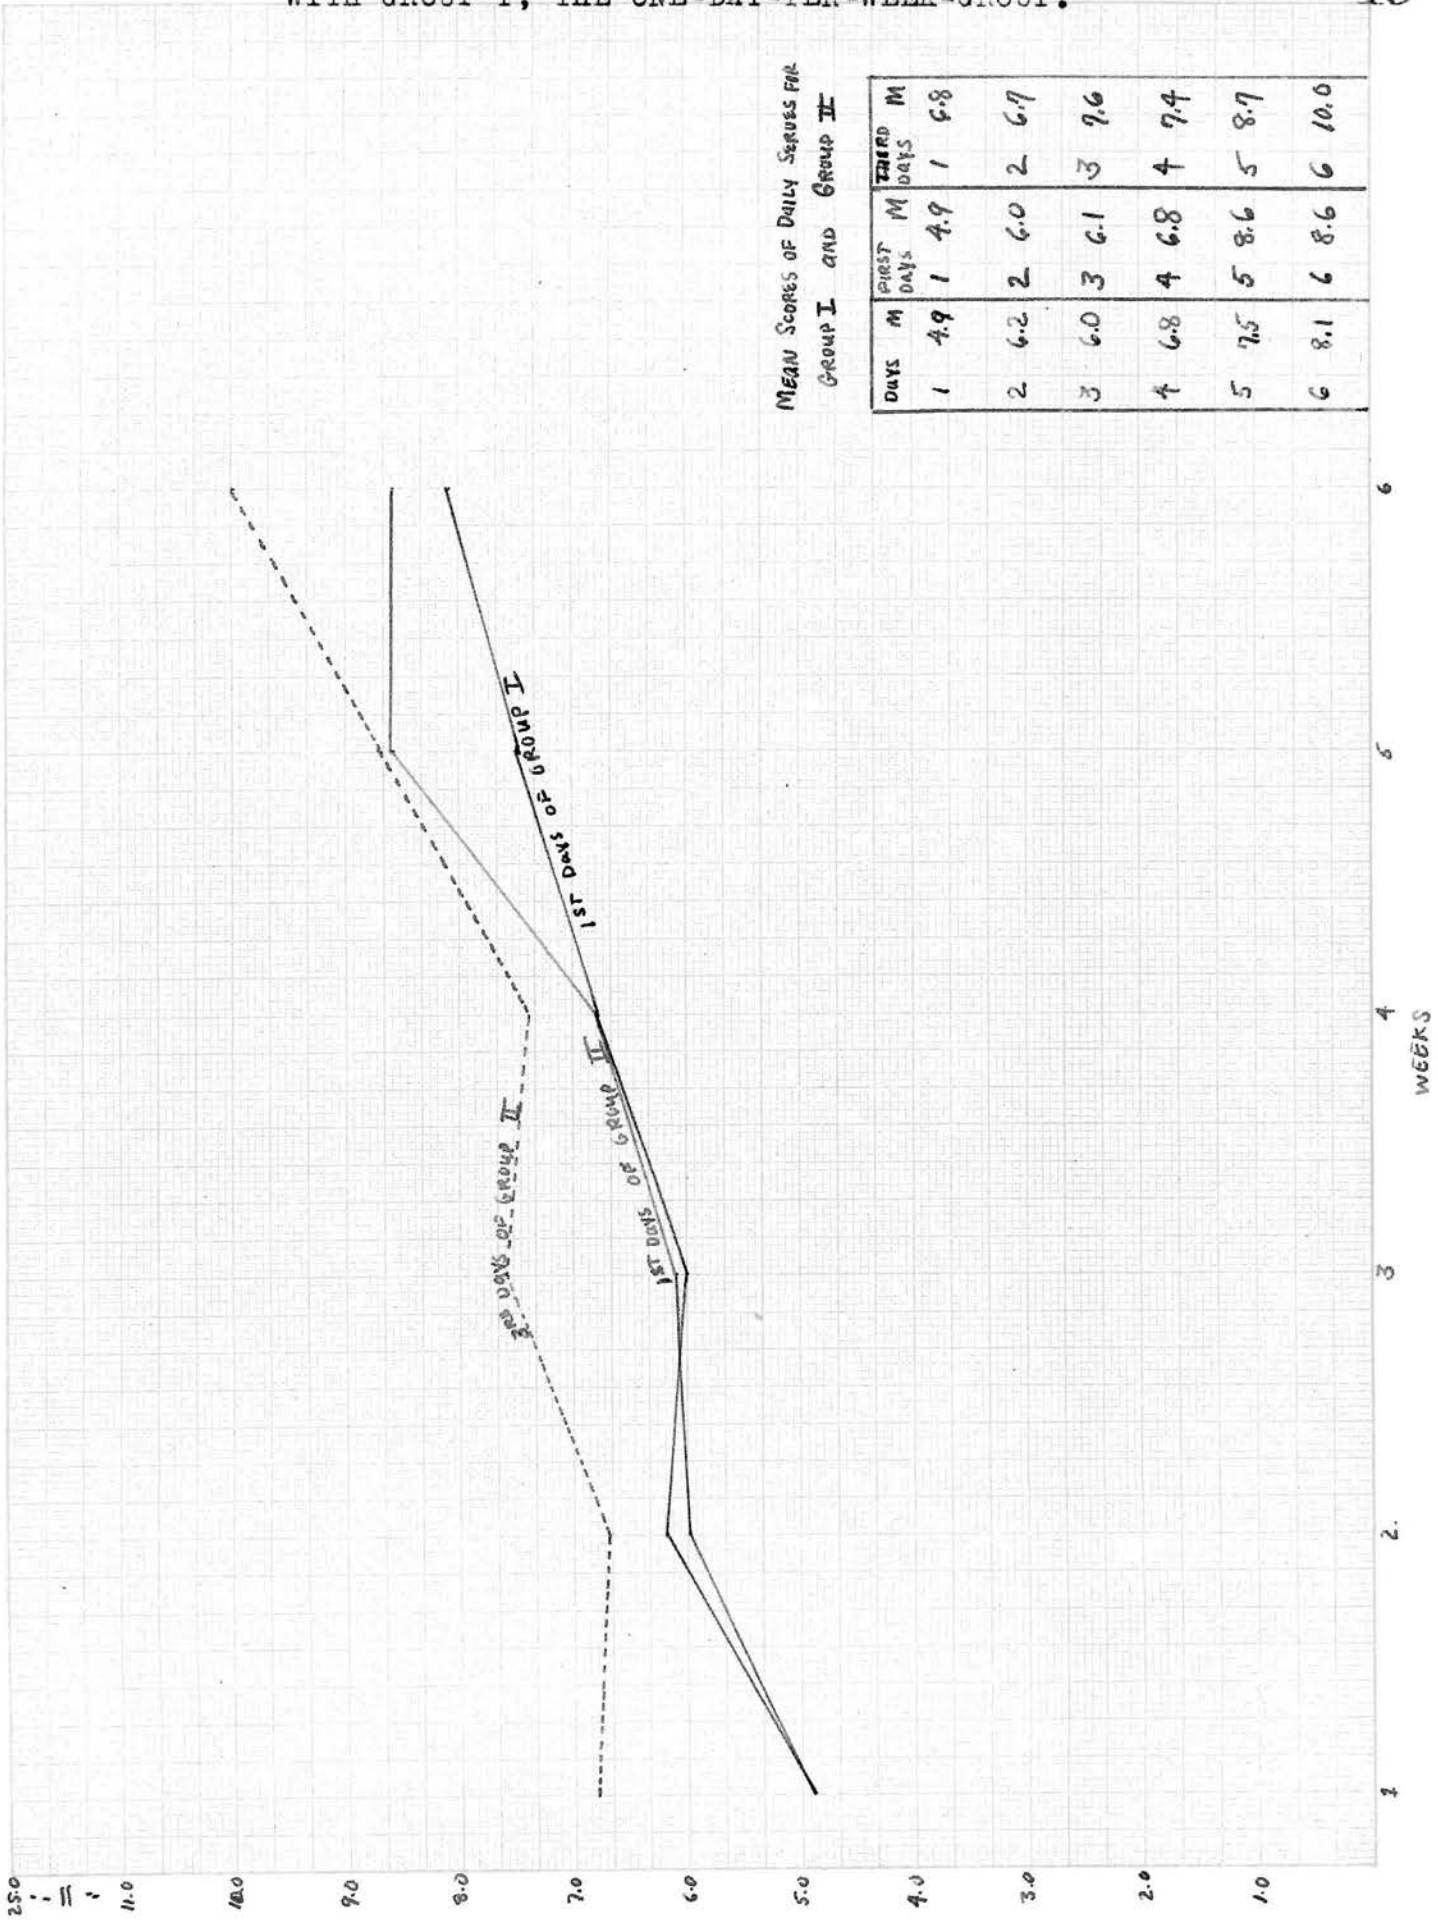 WITH GROUP I, THE ONE-DAY-PER-WEEK-GROUP.
MEAN SCORES OF DAILY SERVES FOR
GROUP I AND GROUP II
DAYS M FIRST DAYS M THIRD DAYS M
1 4.9 1 4.9 1 6.8
2 6.2 2 6.0 2 6.7
3 6.0 3 6.1 3 7.6
4 6.8 4 6.8 4 7.4
5 7.5 5 8.6 5 8.7
6 8.1 6 8.6 6 10.0
25.0
11.0
10.0
9.0
8.0
7.0
6.0
5.0
4.0
3.0
2.0
1.0
3RD DAYS OF GROUP II
1ST DAYS OF GROUP II
1ST DAYS OF GROUP I
1 2. 3 4 5 6
WEEKS